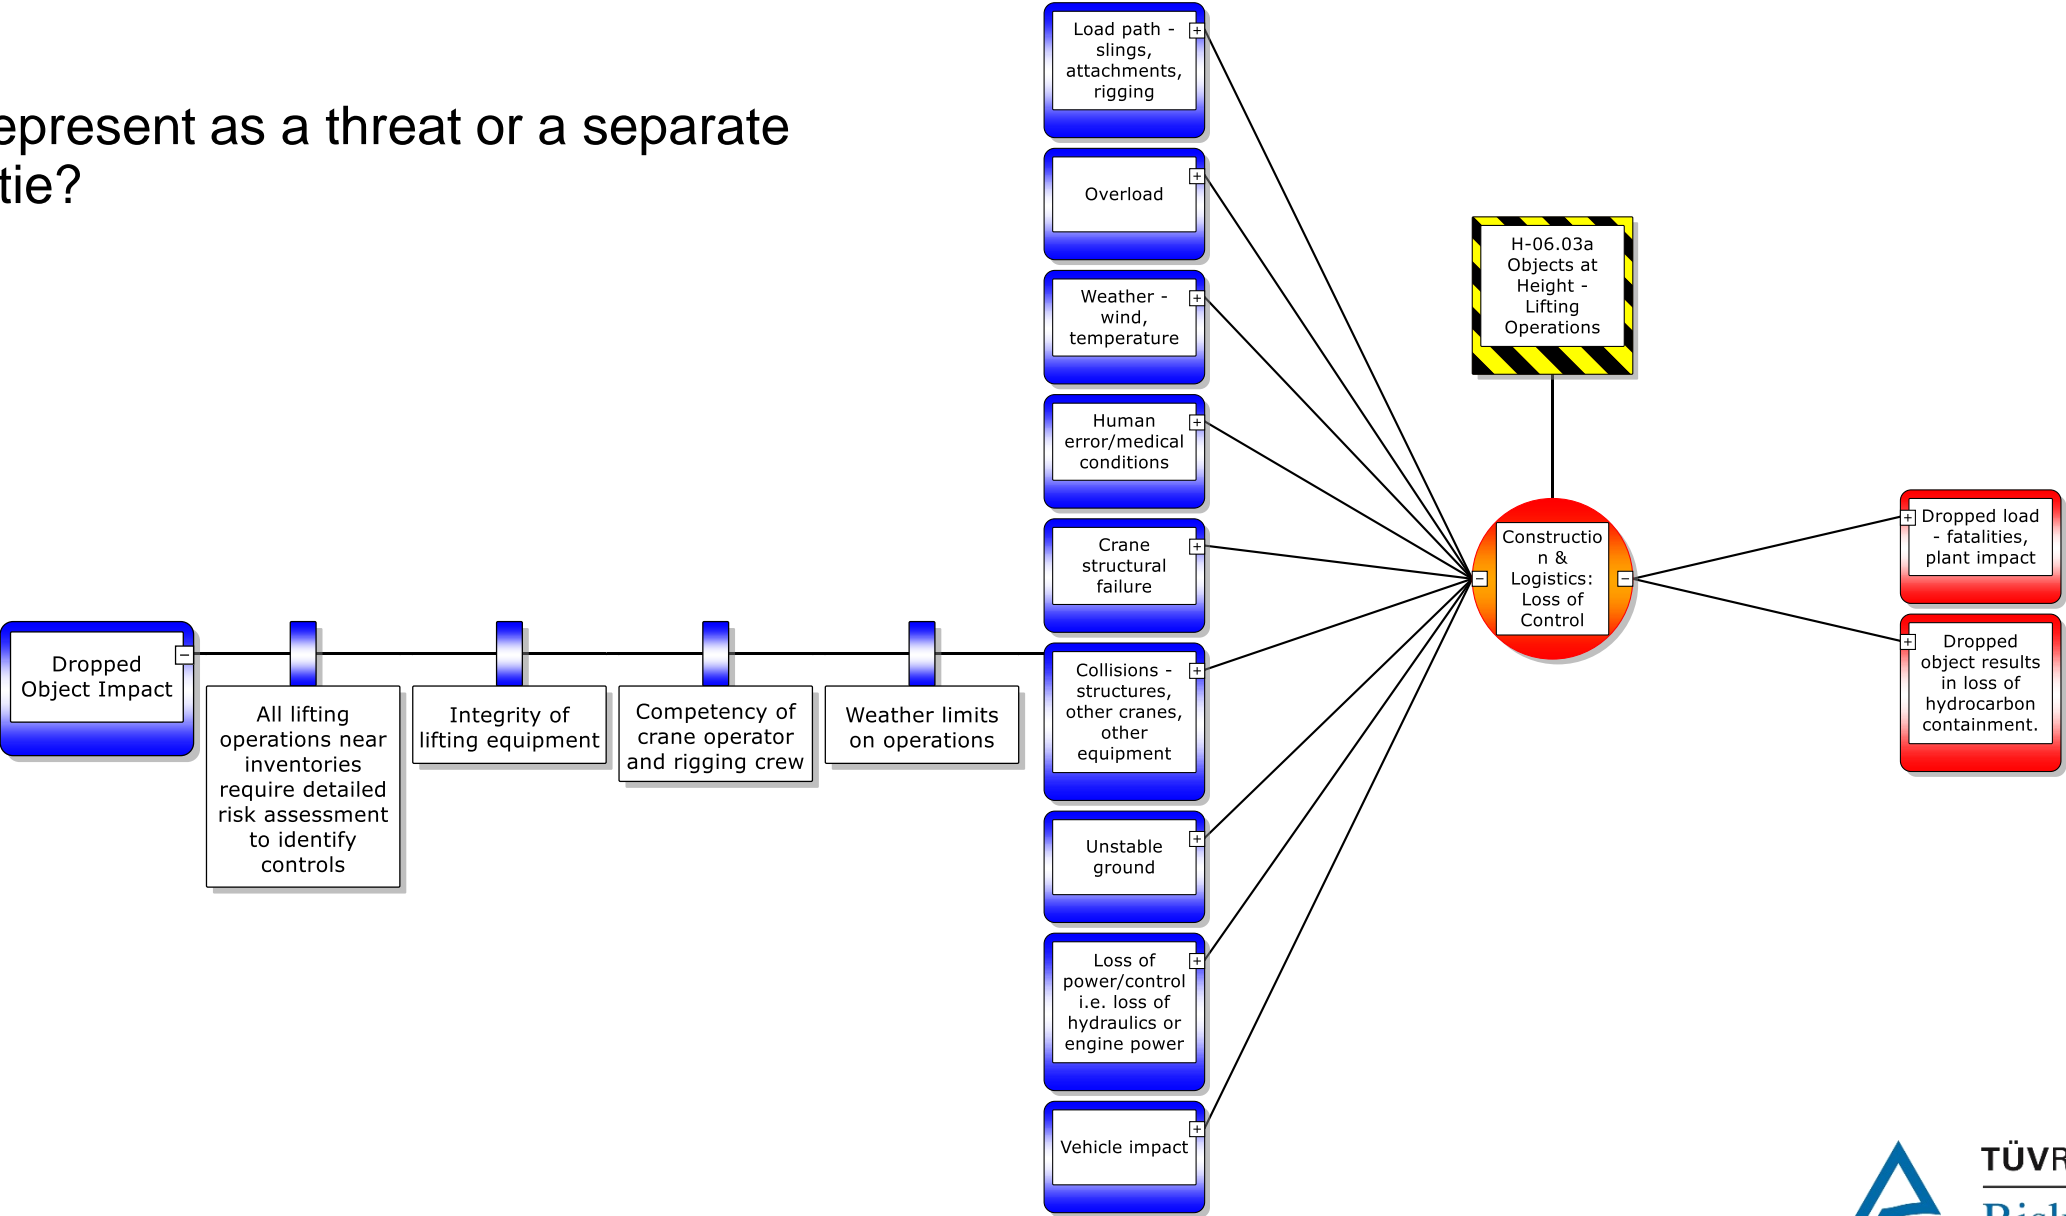 epresent as a threat or a separate
tie?
Load path -
slings,
attachments,
rigging
Overload
Weather -
wind,
temperature
Human
error/medical
conditions
Crane
structural
failure
Collisions -
structures,
other cranes,
other
equipment
Unstable
ground
Loss of
power/control
i.e. loss of
hydraulics or
engine power
Vehicle impact
H-06.03a
Objects at
Height -
Lifting
Operations
Constructio
n &
Logistics:
Loss of
Control
Dropped load
- fatalities,
plant impact
Dropped
object results
in loss of
hydrocarbon
containment.
Dropped
Object Impact
All lifting
operations near
inventories
require detailed
risk assessment
to identify
controls
Integrity of
lifting equipment
Competency of
crane operator
and rigging crew
Weather limits
on operations
TÜVR